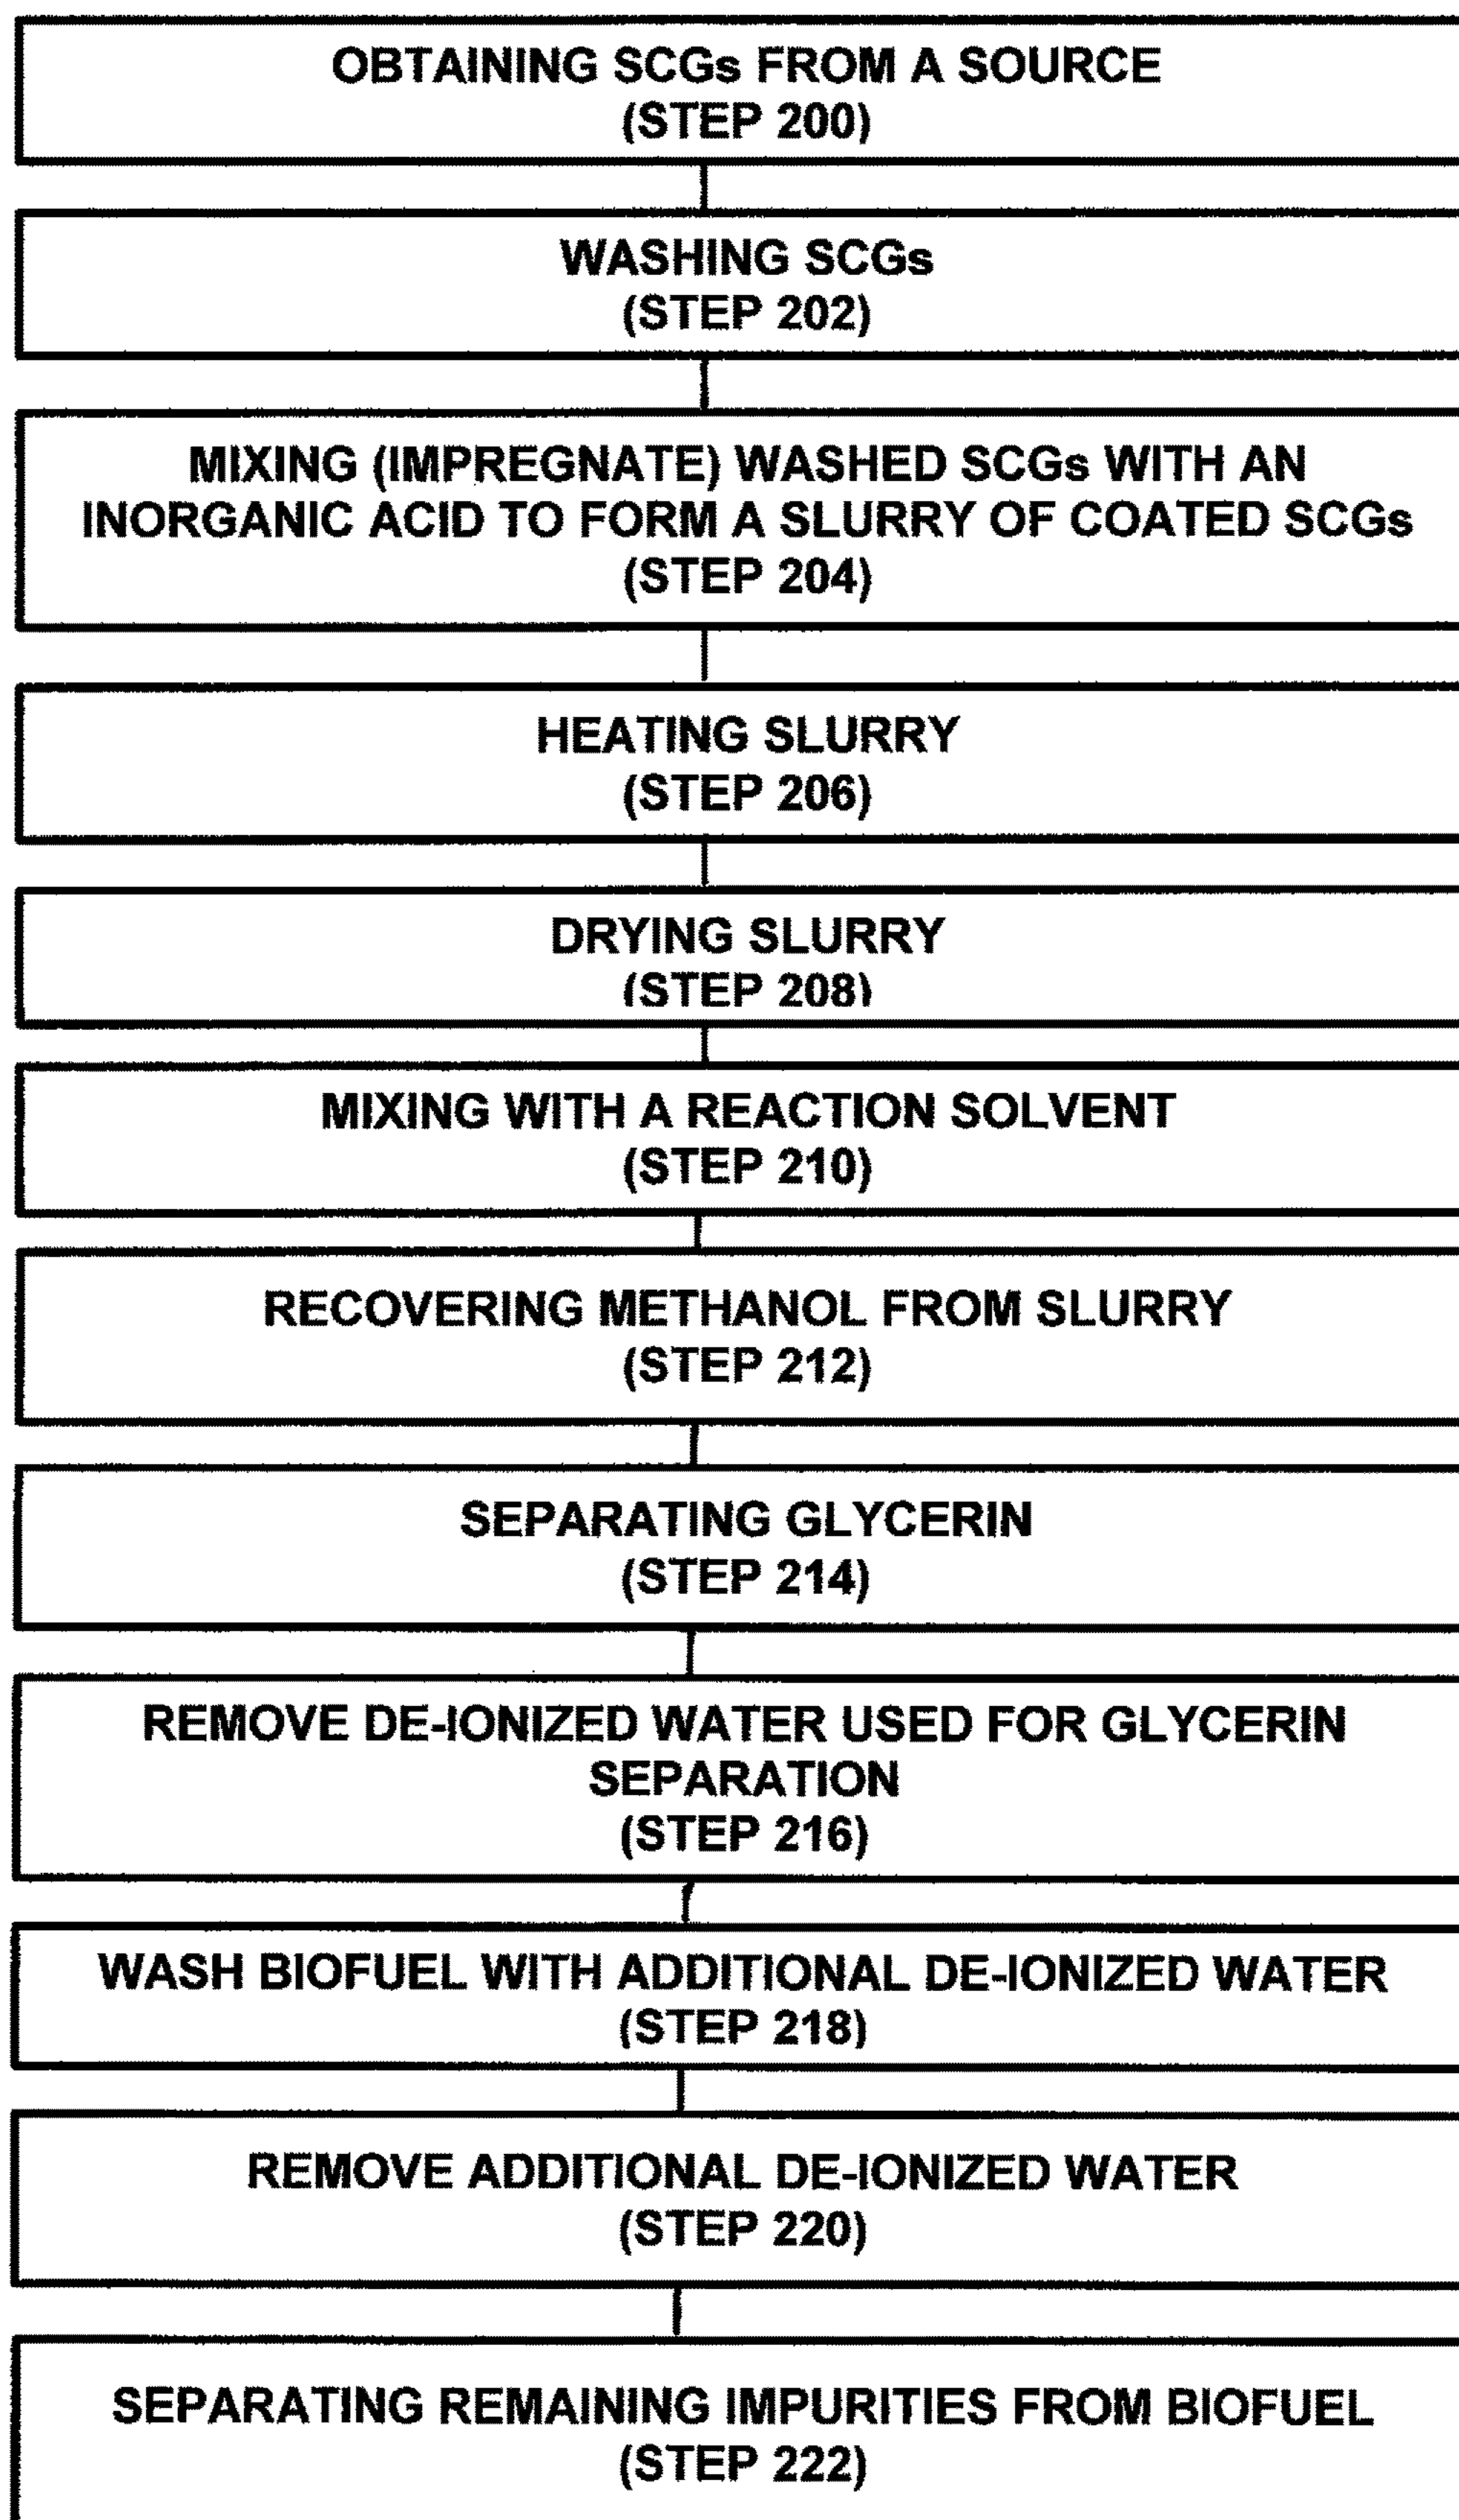 OBTAINING SCGs FROM A SOURCE
(STEP 200)
WASHING SCGs
(STEP 202)
MIXING (IMPREGNATE) WASHED SCGs WITH AN
INORGANIC ACID TO FORM A SLURRY OF COATED SCGs
(STEP 204)
HEATING SLURRY
(STEP 206)
DRYING SLURRY
(STEP 208)
MIXING WITH A REACTION SOLVENT
(STEP 210)
RECOVERING METHANOL FROM SLURRY
(STEP 212)
SEPARATING GLYCERIN
(STEP 214)
REMOVE DE-IONIZED WATER USED FOR GLYCERIN
SEPARATION
(STEP 216)
WASH BIOFUEL WITH ADDITIONAL DE-IONIZED WATER
(STEP 218)
REMOVE ADDITIONAL DE-IONIZED WATER
(STEP 220)
SEPARATING REMAINING IMPURITIES FROM BIOFUEL
(STEP 222)